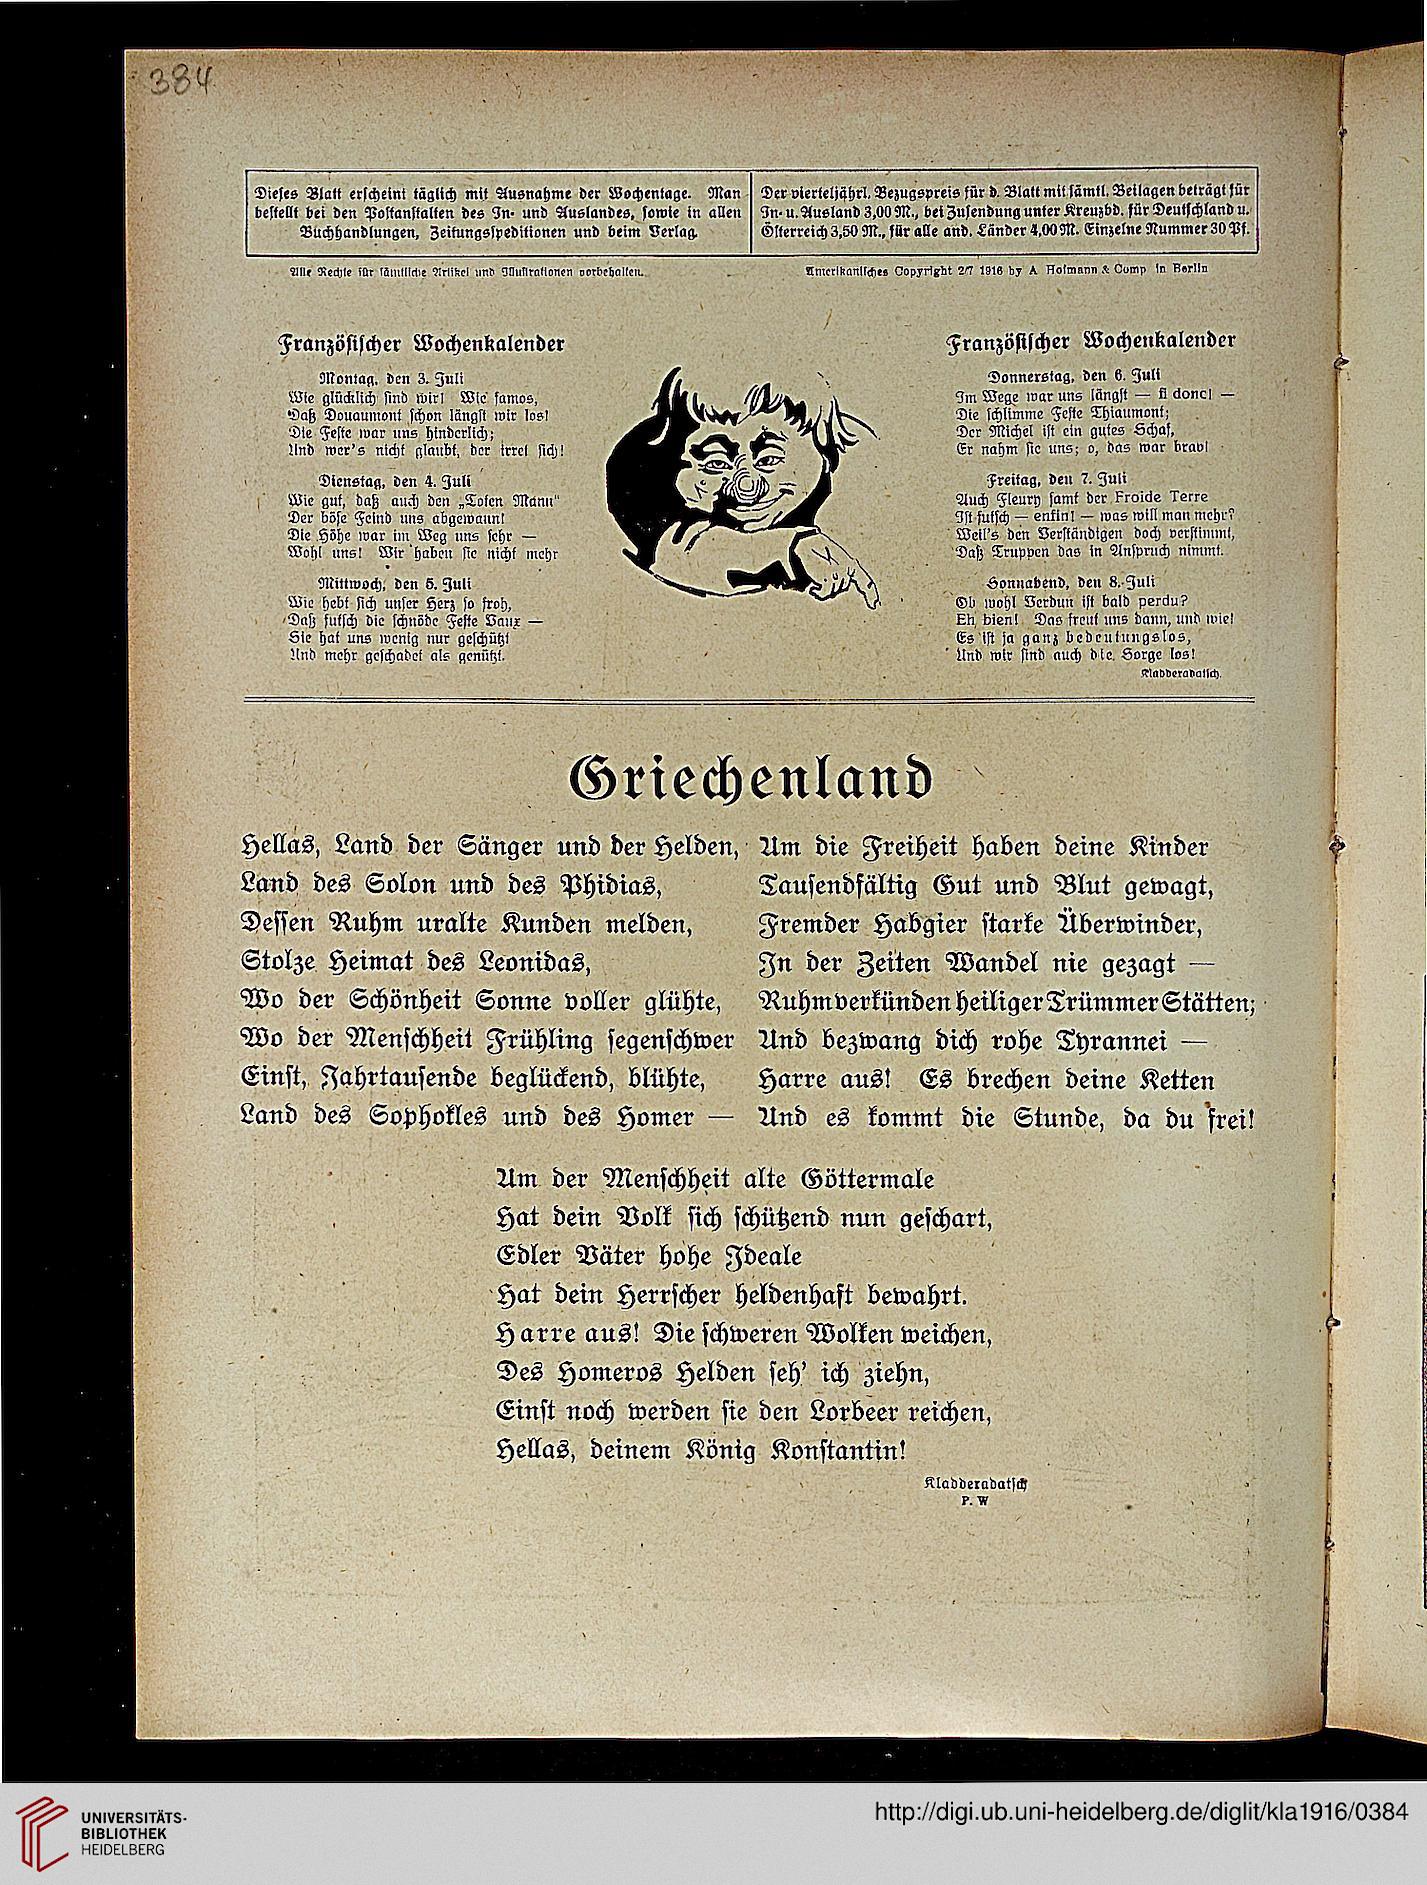 384
Dieses Blatt erscheint täglich mit Ausnahme der Wochentage. Man
bestellt bei den Postanstalten des In- und Auslandes, sowie in allen
Buchhandlungen, Zeitungsspeditionen und beim Verlag.
Der vierteljährl. Bezugspreis für d. Blatt mit sämtl. Beilagen beträgt für
In- u. Ausland 3,00 M., bei Zusendung unter Kreuzbd. für Deutschland u.
Österreich 3,50 M., für alle and. Länder 4,00 M. Einzelne Nummer 30 Pf.
Alle Rechte für sämtliche Artikel und Illustrationen vorbehalten.
Amerikanisches Copyright 2/7 1916 by A Hofmann & Comp in Berlin
Französischer Wochenkalender
Montag, den 3. Juli
Wie glücklich sind wir! Wie famos,
Daß Douaumont schon längst wir los!
Die Feste war uns hinderlich;
Und wer's nicht glaubt, der irret sich!
Dienstag, den 4. Juli
Wie gut, daß auch den „Toten Mann"
Der böse Feind uns abgewann!
Die Höhe war im Weg uns sehr —
Wohl uns! Wir haben sie nicht mehr
Mittwoch, den 5. Juli
Wie hebt sich unser Herz so froh,
Daß futsch die schnöde Feste Vaux —
Sie hat uns wenig nur geschützt
Und mehr geschadet als genützt.
Französischer Wochenkalender
Donnerstag, den 6. Juli
Im Wege war uns längst — fi donc! —
Die schlimme Feste Thiaumont;
Der Michel ist ein gutes Schaf,
Er nahm sie uns; o, das war brav!
Freitag, den 7. Juli
Auch Fleury samt der Froide Terre
Ist futsch — enfin! — was will man mehr?
Weil's den Verständigen doch verstimmt,
Daß Truppen das in Anspruch nimmt.
Sonnabend, den 8. Juli
Ob wohl Verdun ist bald perdu?
Eh bien! Das freut uns dann, und wie!
Es ist ja ganz bedeutungslos,
Und wir sind auch die Sorge los!
Kladderadatsch.
Griechenland
Hellas, Land der Sänger und der Helden,
Land des Solon und des Phidias,
Dessen Ruhm uralte Kunden melden,
Stolze Heimat des Leonidas,
Wo der Schönheit Sonne voller glühte,
Wo der Menschheit Frühling segenschwer
Einst, Jahrtausende beglückend, blühte,
Land des Sophokles und des Homer —
Um die Freiheit haben deine Kinder
Tausendfältig Gut und Blut gewagt,
Fremder Habgier starke Überwinder,
In der Zeiten Wandel nie gezagt —
Ruhm verkünden heiliger Trümmer Stätten;
Und bezwang dich rohe Tyrannei —
Harre aus! Es brechen deine Ketten
Und es kommt die Stunde, da du frei!
Um der Menschheit alte Göttermale
Hat dein Volk sich schützend nun geschart,
Edler Väter hohe Ideale
Hat dein Herrscher heldenhaft bewahrt.
Harre aus! Die schweren Wolken weichen,
Des Homeros Helden seh' ich ziehn,
Einst noch werden sie den Lorbeer reichen,
Hellas, deinem König Konstantin!
Kladderadatsch
P. W
UNIVERSITÄTS-
BIBLIOTHEK
HEIDELBERG
http://digi.ub.uni-heidelberg.de/diglit/kla1916/0384